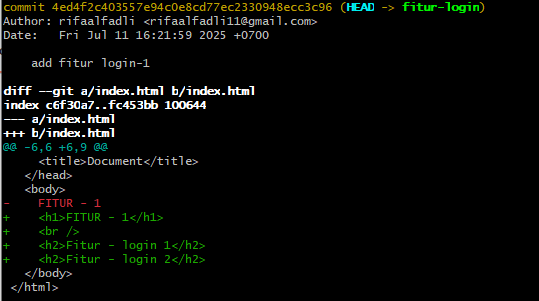 commit 4ed4f2c403557e94c0e8cd77ec2330948ecc3c96 (HEAD -> fitur-login)
Author: rifaalfadli <rifaalfadli11@gmail.com>
Date:   Fri Jul 11 16:21:59 2025 +0700

    add fitur login-1

diff --git a/index.html b/index.html
index c6f30a7..fc453bb 100644
--- a/index.html
+++ b/index.html
@@ -6,6 +6,9 @@
     <title>Document</title>
   </head>
   <body>
-    FITUR - 1
+    <h1>FITUR - 1</h1>
+    <br />
+    <h2>Fitur - login 1</h2>
+    <h2>Fitur - login 2</h2>
   </body>
 </html>